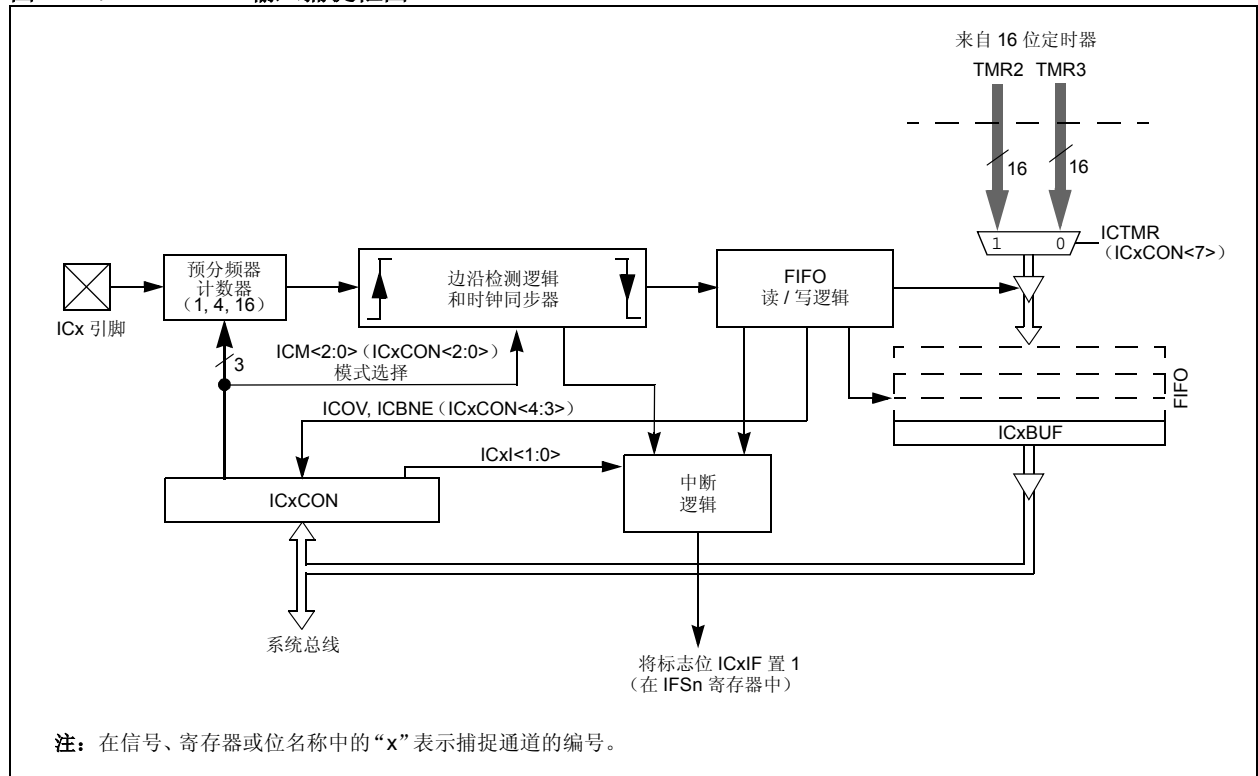 来自 16 位定时器
TMR2 TMR3
16 16
1 0
ICTMR
（ICxCON<7>）
预分频器
计数器
（1, 4, 16）
边沿检测逻辑
和时钟同步器
FIFO
读 / 写逻辑
ICx 引脚
3
ICM<2:0>（ICxCON<2:0>）
模式选择
FIFO
ICOV, ICBNE（ICxCON<4:3>）
ICxBUF
ICxI<1:0>
中断
逻辑
ICxCON
系统总线
将标志位 ICxIF 置 1
（在 IFSn 寄存器中）
注：在信号、寄存器或位名称中的“x”表示捕捉通道的编号。